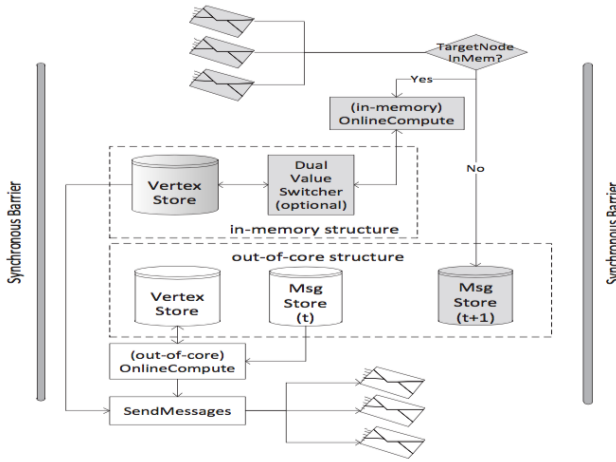 TargetNode
InMem?
Yes
(in-memory)
OnlineCompute
Dual
Value
Switcher
(optional)
Vertex
Store
No
in-memory structure
out-of-core structure
Vertex
Store
Msg
Store
(t)
Msg
Store
(t+1)
(out-of-core)
OnlineCompute
SendMessages
Synchronous Barrier
Synchronous Barrier